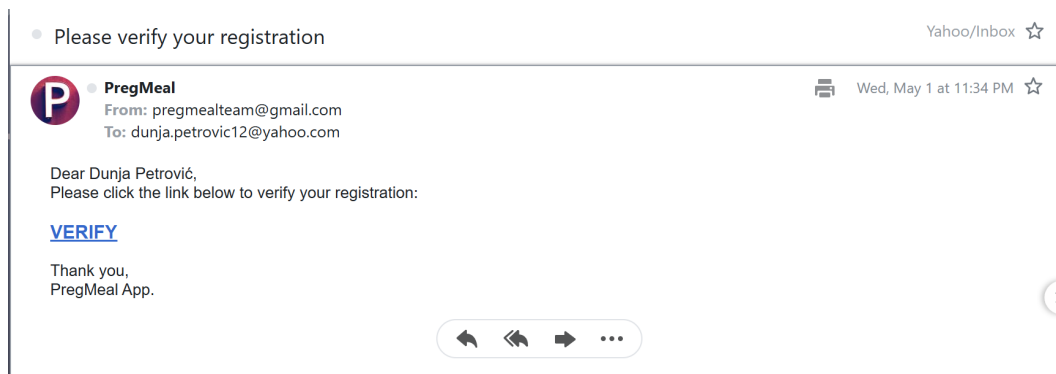 Please verify your registration
Yahoo/Inbox
P
PregMeal
Wed, May 1 at 11:34 PM
From: pregmealteam@gmail.com
To: dunja.petrovic12@yahoo.com
Dear Dunja Petrović,
Please click the link below to verify your registration:
VERIFY
Thank you,
PregMeal App.